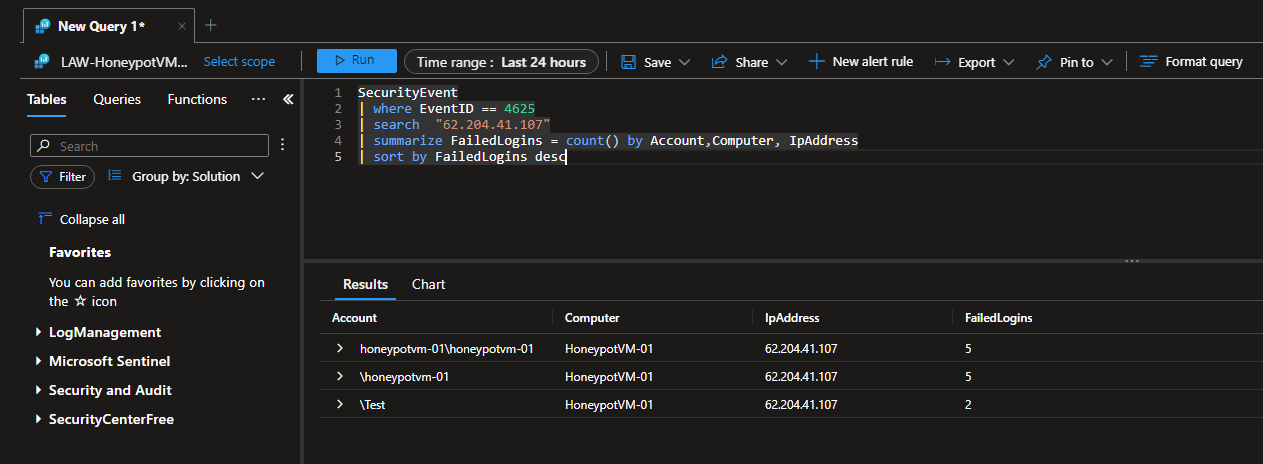 New Query 1*
LAW-HoneypotVM... Select scope Run Time range : Last 24 hours Save Share New alert rule Export Pin to Format query
Tables Queries Functions ...
Search
Filter Group by: Solution
Collapse all
Favorites
You can add favorites by clicking on
the ☆ icon
LogManagement
Microsoft Sentinel
Security and Audit
SecurityCenterFree
1 SecurityEvent
2 | where EventID == 4625
3 | search  "62.204.41.107"
4 | summarize FailedLogins = count() by Account,Computer, IpAddress
5 | sort by FailedLogins desc
Results Chart
Account Computer IpAddress FailedLogins
honeypotvm-01\honeypotvm-01 HoneypotVM-01 62.204.41.107 5
\honeypotvm-01 HoneypotVM-01 62.204.41.107 5
\Test HoneypotVM-01 62.204.41.107 2